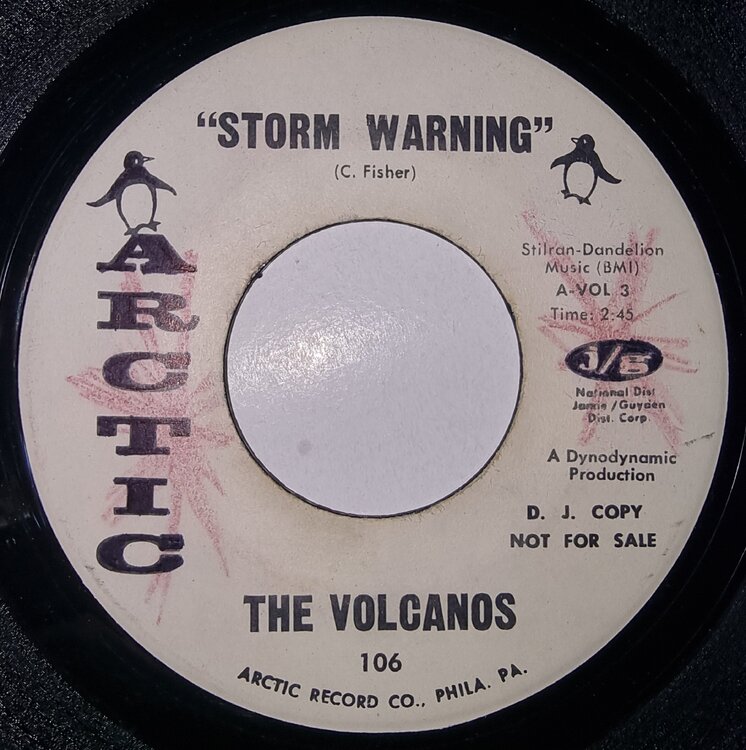 "STORM WARNING"
(C. Fisher)
ARCTIC
Stilran-Dandelion
Music (BMI)
A-VOL 3
Time: 2:45
J/G
National Dist
Jamie/Guyden
Dist. Corp
A Dynodynamic
Production
D. J. COPY
NOT FOR SALE
THE VOLCANOS
106
ARCTIC RECORD CO., PHILA. PA.